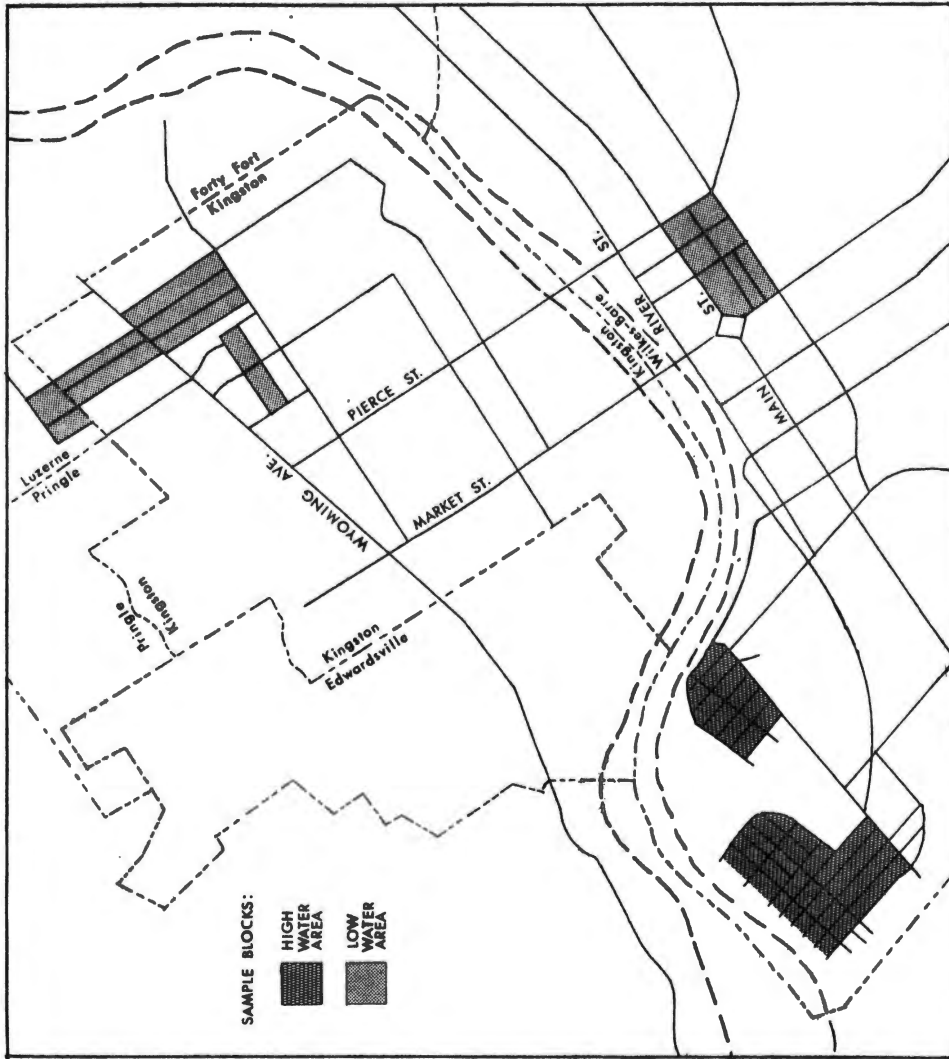 Forty Fort
Kingston
Luzerne
Pringle
WYOMING AVE.
PIERCE ST.
MARKET ST.
Pringle
Kingston
Kingston
Edwardsville
Kingston
Wilkes-Barre
RIVER ST.
MAIN ST.
SAMPLE BLOCKS:
HIGH
WATER
AREA
LOW
WATER
AREA